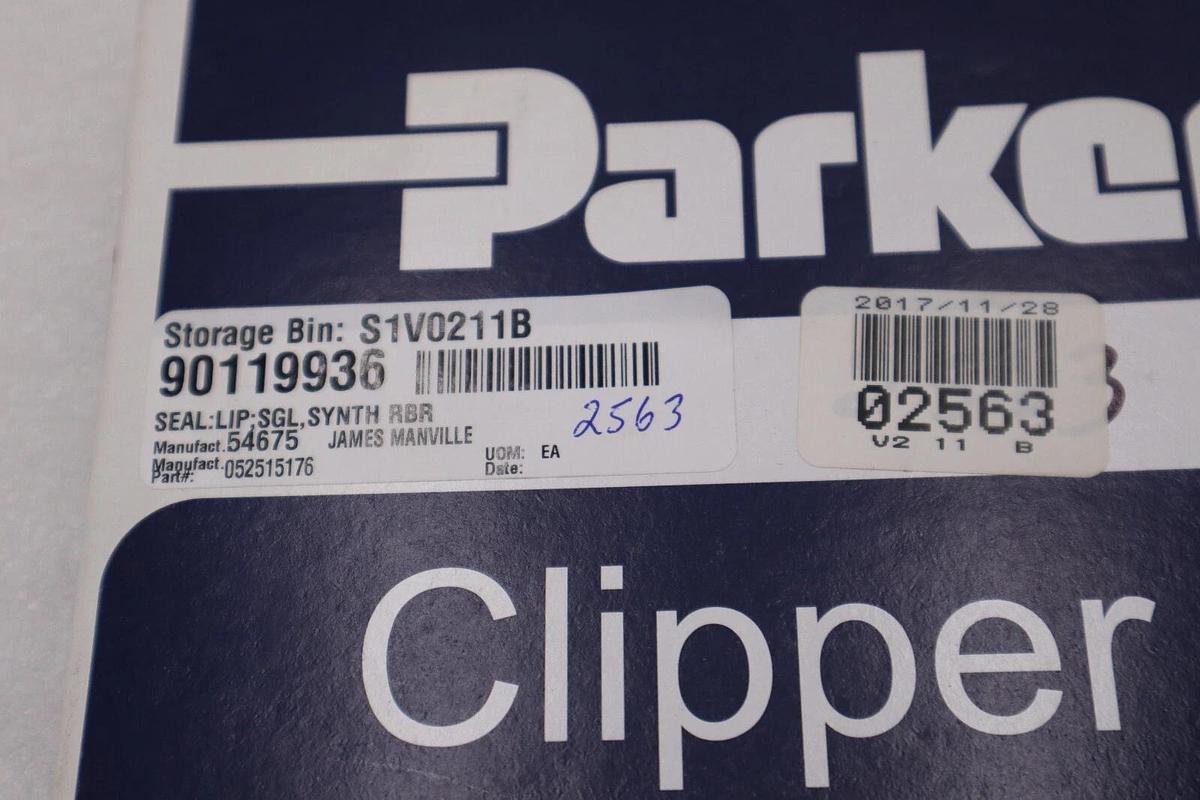 Parker
Storage Bin: S1V0211B
90119936
SEAL:LIP;SGL,SYNTH RBR
Manufact. 54675 JAMES MANVILLE
Manufact. 052515176
Part#:
UOM: EA
Date:
2563
2017/11/28
02563
V2 11 B
Clipper